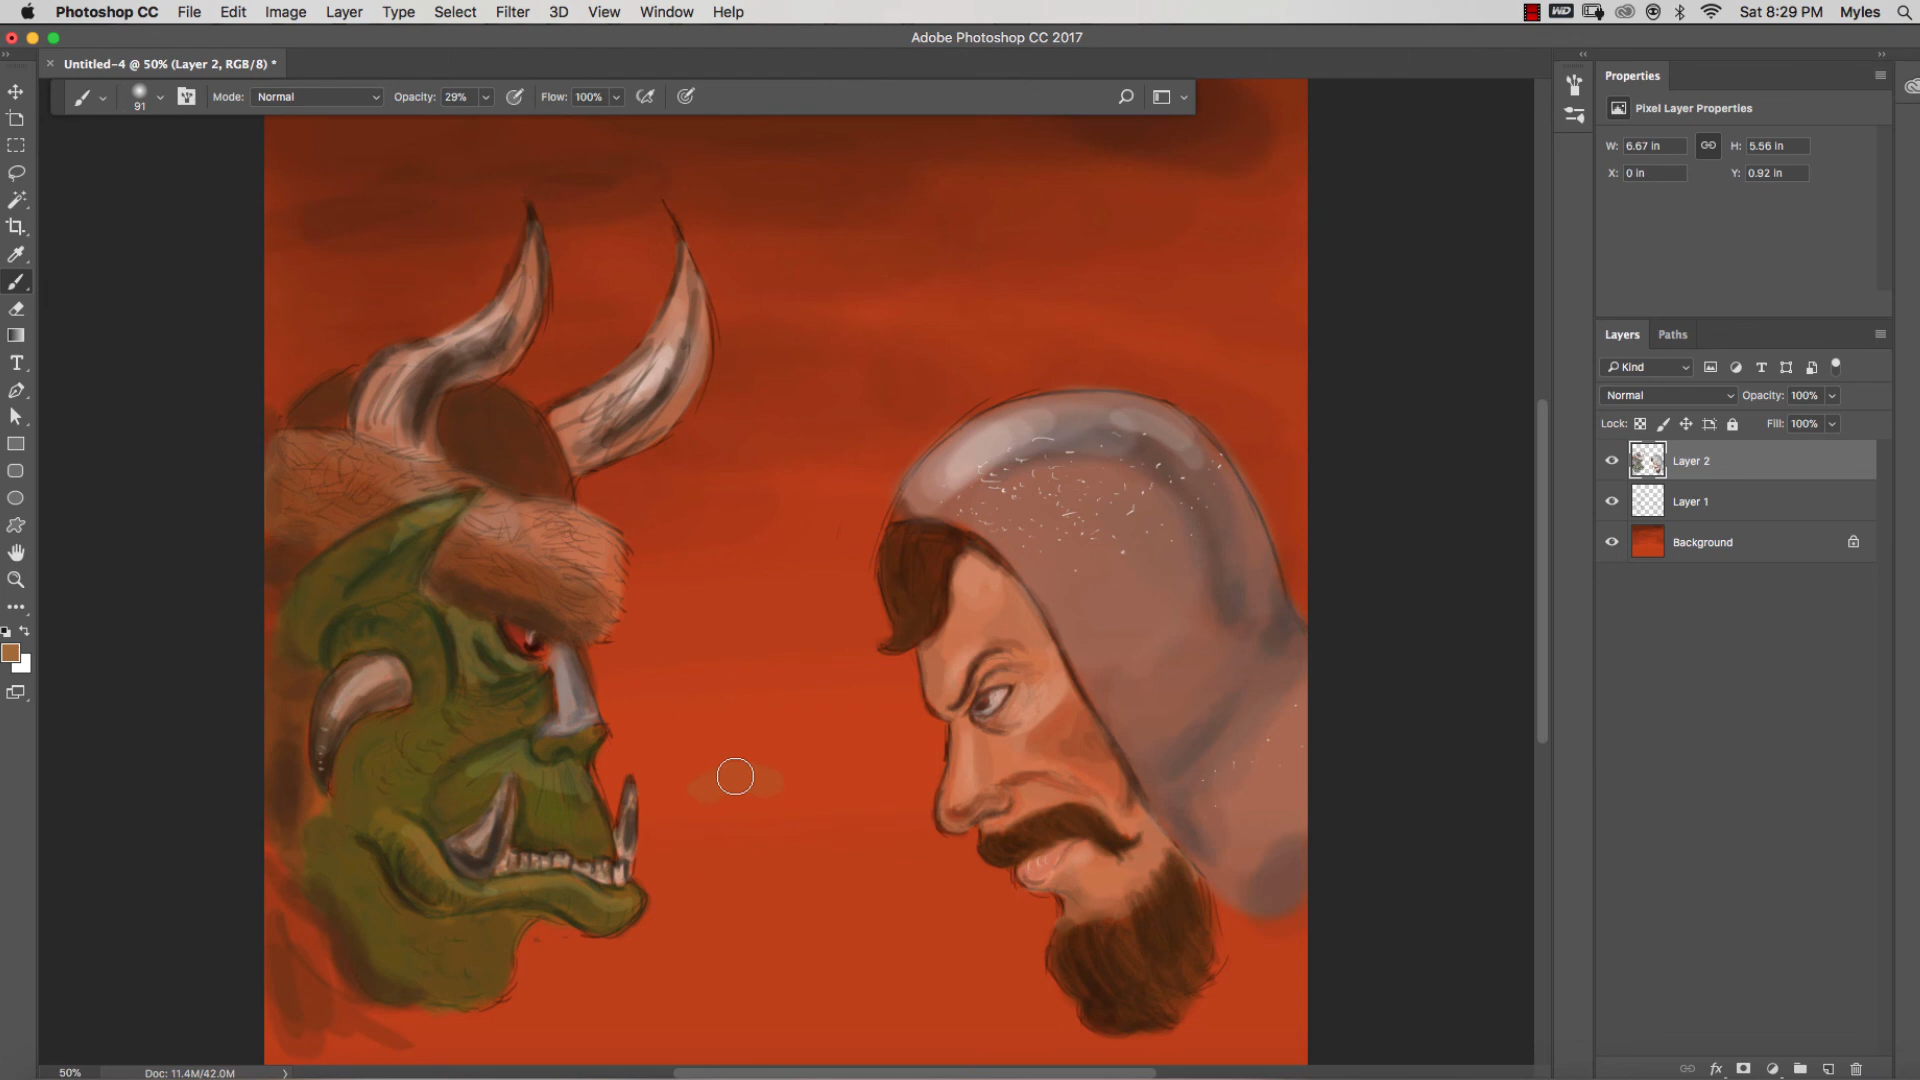 Photoshop CC File Edit Image Layer Type Select Filter 3D View Window Help WD Sat 8:29 PM Myles
Adobe Photoshop CC 2017
Untitled-4 @ 50% (Layer 2, RGB/8) *
91 Mode: Normal Opacity: 29% Flow: 100%
Properties
Pixel Layer Properties
W: 6.67 in H: 5.56 in
X: 0 in Y: 0.92 in
Layers Paths
Kind
Normal Opacity: 100%
Lock: Fill: 100%
Layer 2
Layer 1
Background
fx
50% Doc: 11.4M/42.0M